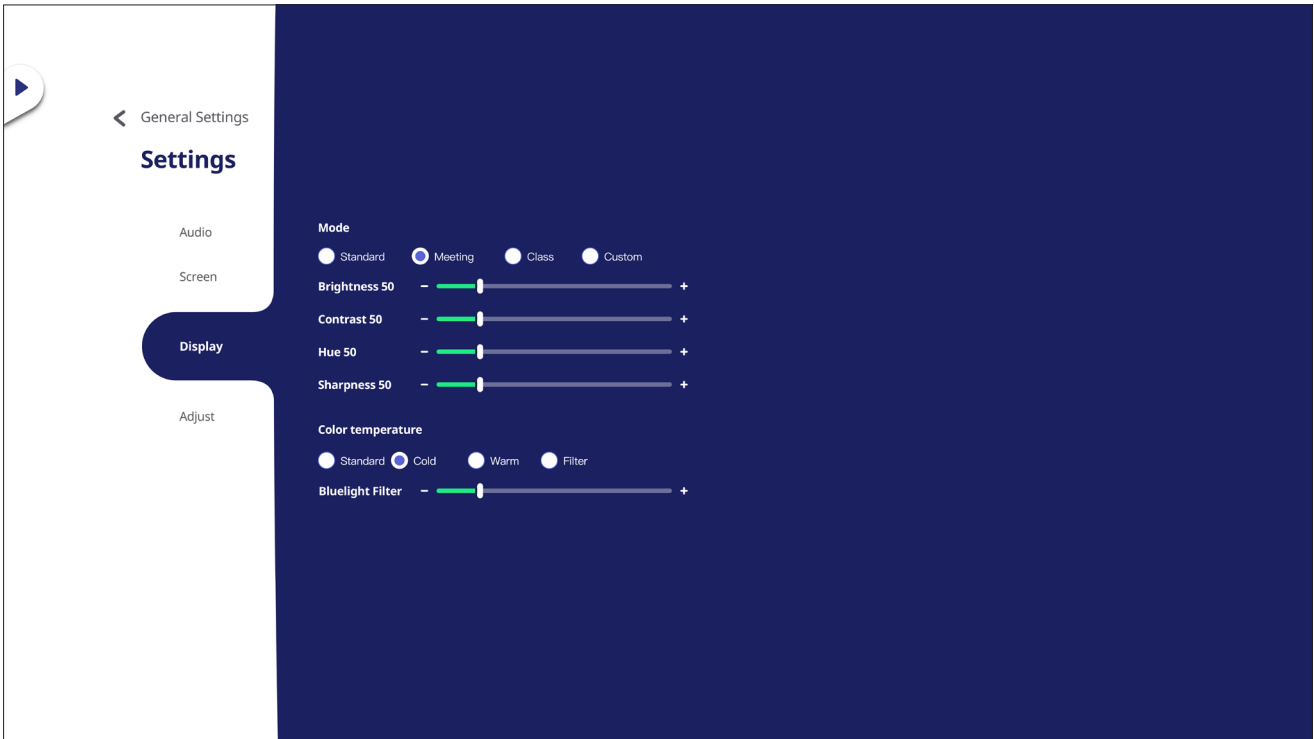 General Settings
Settings
Audio
Screen
Display
Adjust
Mode
Standard Meeting Class Custom
Brightness 50 - +
Contrast 50 - +
Hue 50 - +
Sharpness 50 - +
Color temperature
Standard Cold Warm Filter
Bluelight Filter - +